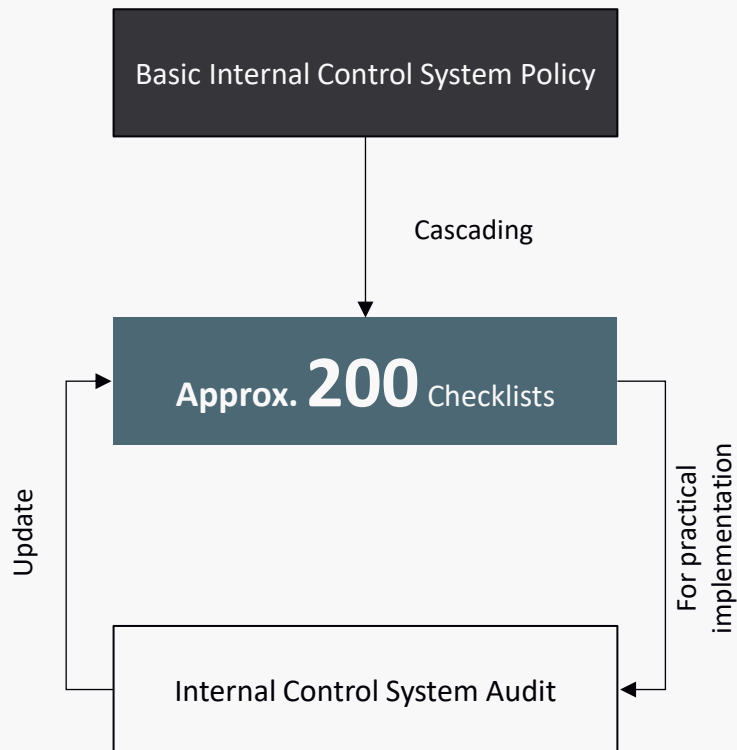 Basic Internal Control System Policy
Cascading
Approx. 200 Checklists
Update
For practical
implementation
Internal Control System Audit